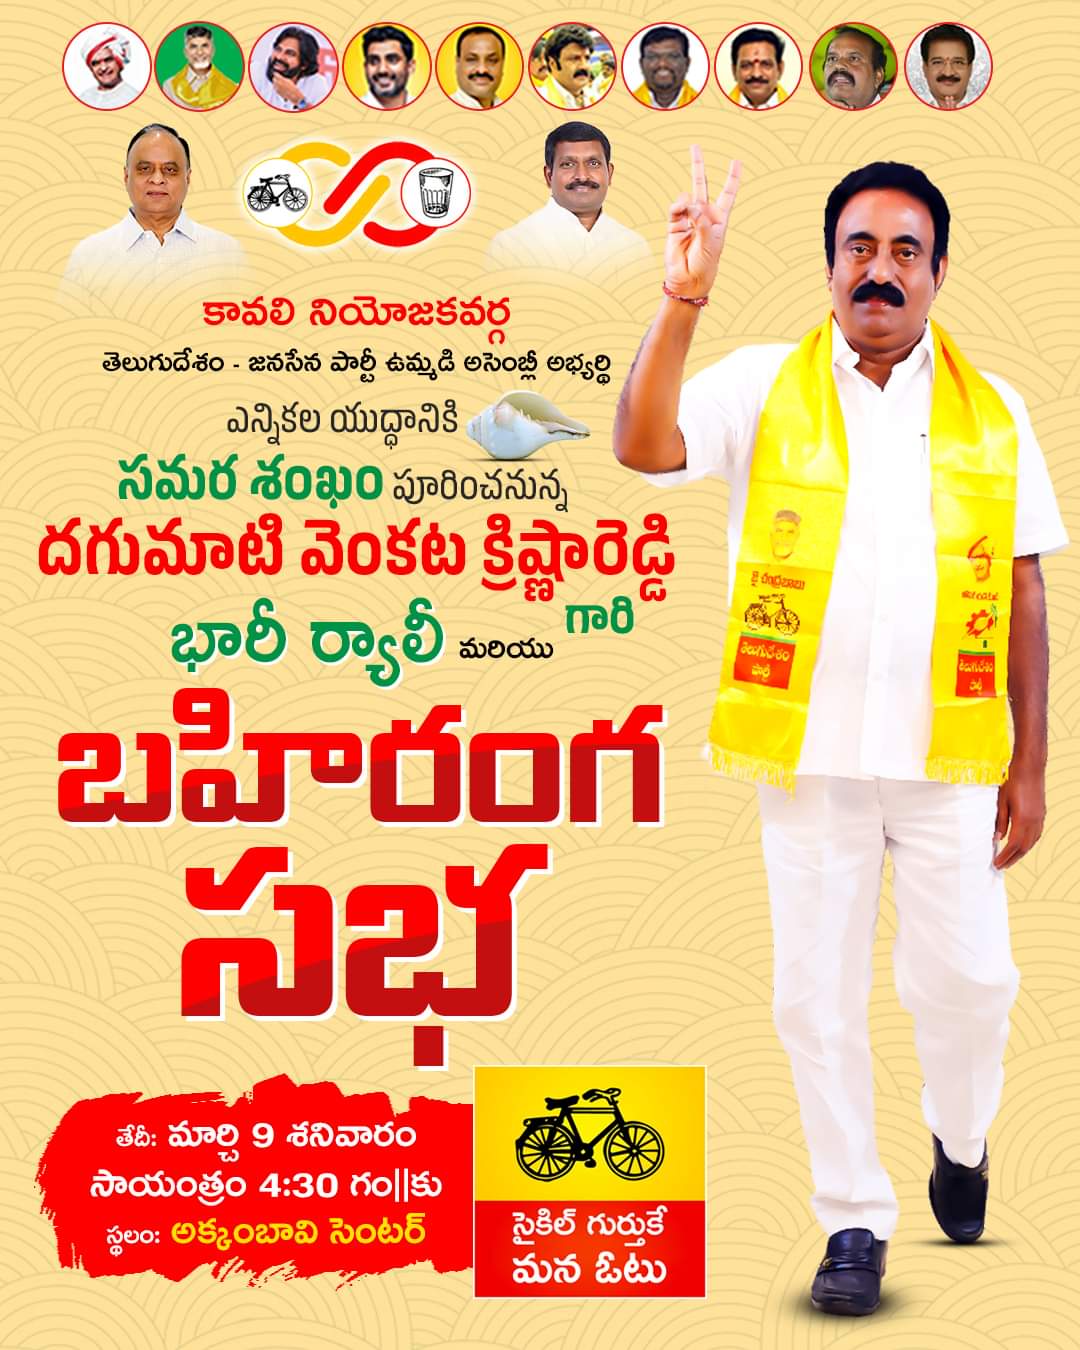 కావలి నియోజకవర్గ
తెలుగుదేశం - జనసేన పార్టీ ఉమ్మడి అసెంబ్లీ అభ్యర్థి
ఎన్నికల యుద్ధానికి
సమర శంఖం పూరించనున్న
దగుమాటి వెంకట క్రిష్ణారెడ్డి
గారి
భారీ ర్యాలీ మరియు
బహిరంగ
సభ
తేదీ: మార్చి 9 శనివారం
సాయంత్రం 4:30 గం||కు
స్థలం: అక్కంబావి సెంటర్
సైకిల్ గుర్తుకే
మన ఓటు
జై చంద్రబాబు
తెలుగుదేశం
పార్టీ
తెలుగుదేశం
పార్టీ